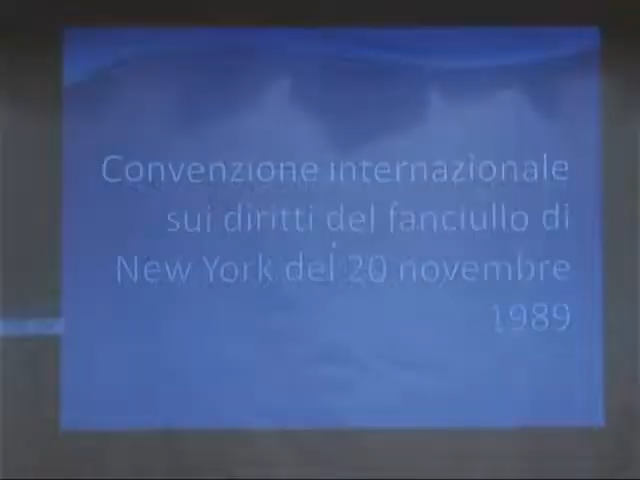 Convenzione internazionale
sui diritti del fanciullo di
New York del 20 novembre
1989